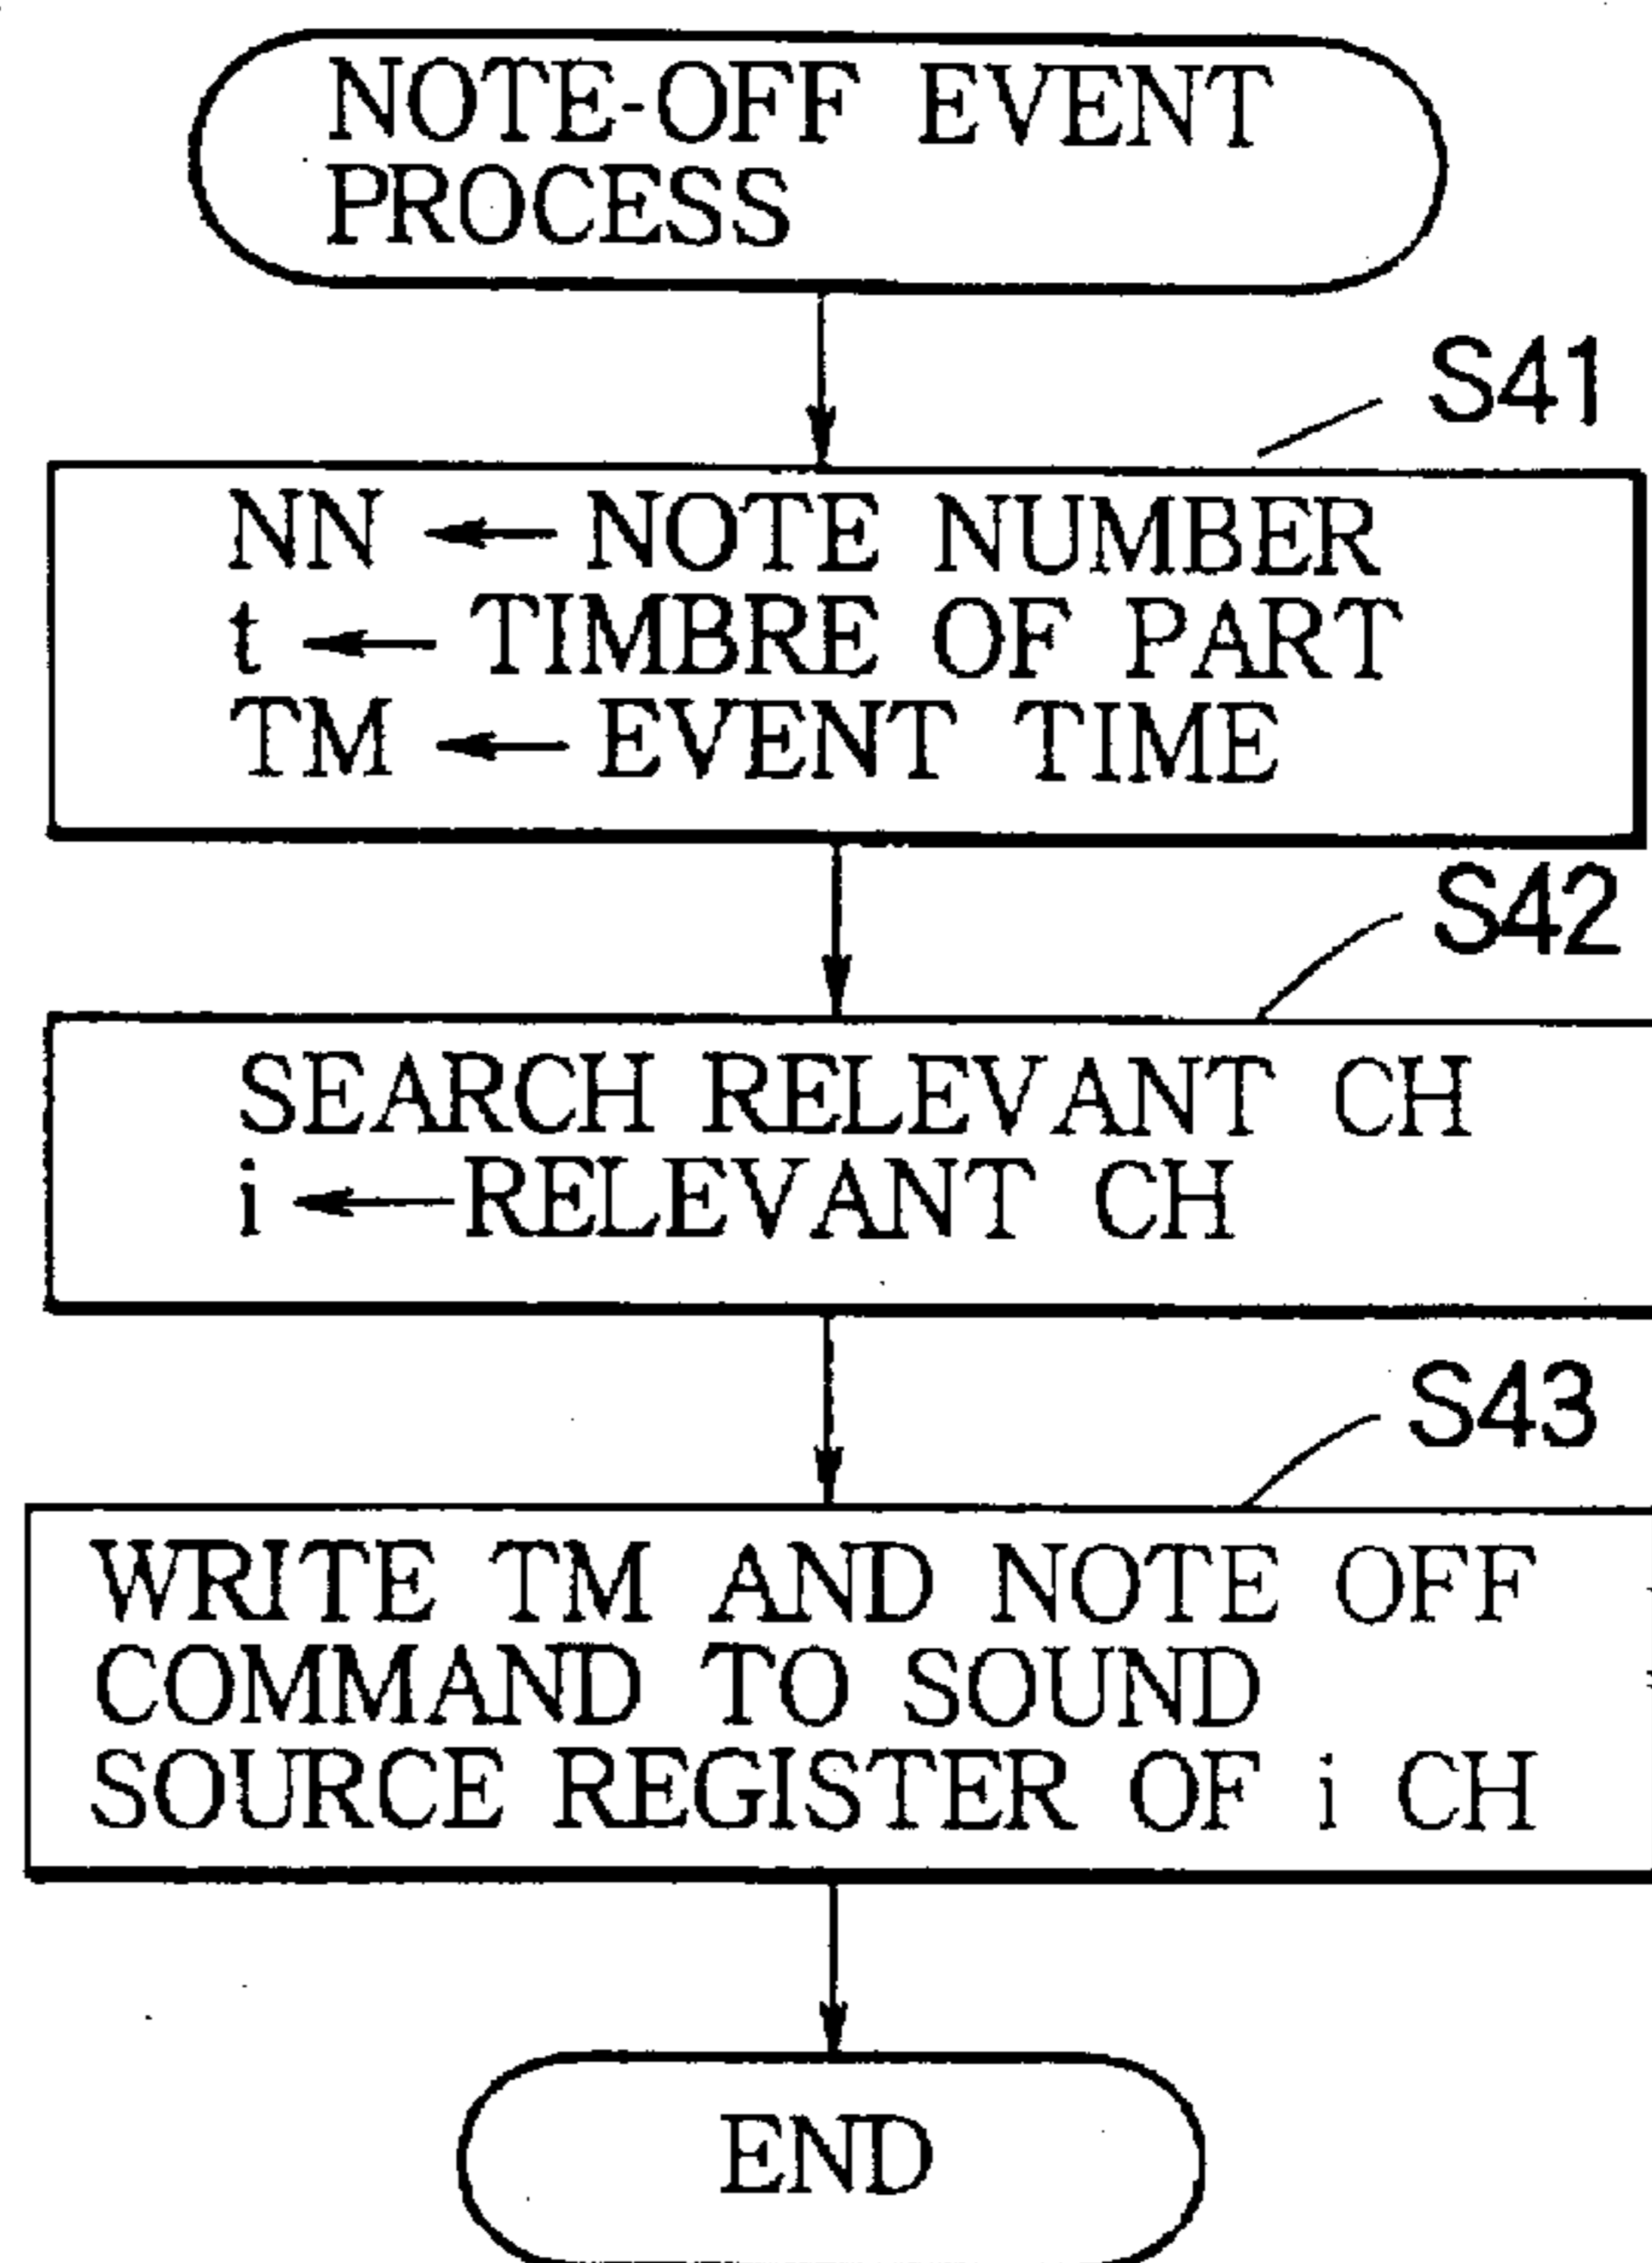 NOTE-OFF EVENT
PROCESS
S41
NN ← NOTE NUMBER
t ← TIMBRE OF PART
TM ← EVENT TIME
S42
SEARCH RELEVANT CH
i ← RELEVANT CH
S43
WRITE TM AND NOTE OFF
COMMAND TO SOUND
SOURCE REGISTER OF i CH
END